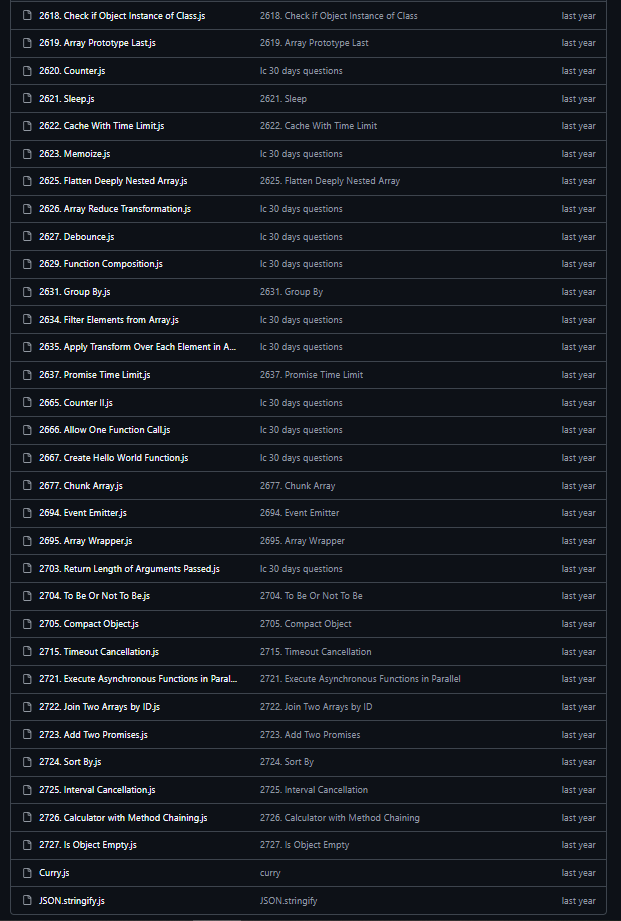 2618. Check if Object Instance of Class.js 2618. Check if Object Instance of Class last year
2619. Array Prototype Last.js 2619. Array Prototype Last last year
2620. Counter.js lc 30 days questions last year
2621. Sleep.js 2621. Sleep last year
2622. Cache With Time Limit.js 2622. Cache With Time Limit last year
2623. Memoize.js lc 30 days questions last year
2625. Flatten Deeply Nested Array.js 2625. Flatten Deeply Nested Array last year
2626. Array Reduce Transformation.js lc 30 days questions last year
2627. Debounce.js lc 30 days questions last year
2629. Function Composition.js lc 30 days questions last year
2631. Group By.js 2631. Group By last year
2634. Filter Elements from Array.js lc 30 days questions last year
2635. Apply Transform Over Each Element in A... lc 30 days questions last year
2637. Promise Time Limit.js 2637. Promise Time Limit last year
2665. Counter II.js lc 30 days questions last year
2666. Allow One Function Call.js lc 30 days questions last year
2667. Create Hello World Function.js lc 30 days questions last year
2677. Chunk Array.js 2677. Chunk Array last year
2694. Event Emitter.js 2694. Event Emitter last year
2695. Array Wrapper.js 2695. Array Wrapper last year
2703. Return Length of Arguments Passed.js lc 30 days questions last year
2704. To Be Or Not To Be.js 2704. To Be Or Not To Be last year
2705. Compact Object.js 2705. Compact Object last year
2715. Timeout Cancellation.js 2715. Timeout Cancellation last year
2721. Execute Asynchronous Functions in Paral... 2721. Execute Asynchronous Functions in Parallel last year
2722. Join Two Arrays by ID.js 2722. Join Two Arrays by ID last year
2723. Add Two Promises.js 2723. Add Two Promises last year
2724. Sort By.js 2724. Sort By last year
2725. Interval Cancellation.js 2725. Interval Cancellation last year
2726. Calculator with Method Chaining.js 2726. Calculator with Method Chaining last year
2727. Is Object Empty.js 2727. Is Object Empty last year
Curry.js curry last year
JSON.stringify.js JSON.stringify last year